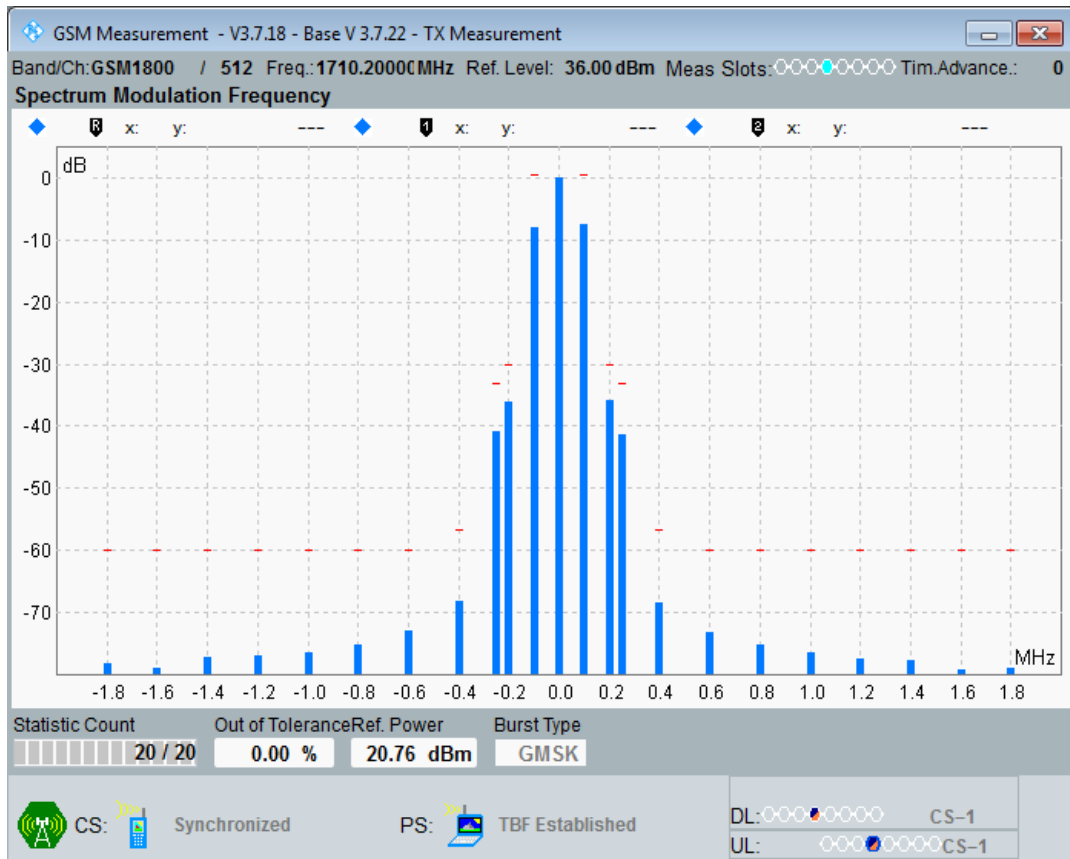 GSM Measurement - V3.7.18 - Base V 3.7.22 - TX Measurement
Band/Ch:GSM1800 / 512 Freq.:1710.20000MHz Ref. Level: 36.00 dBm Meas Slots: Tim.Advance.: 0
Spectrum Modulation Frequency
R x: y: --- 1 x: y: --- 2 x: y: ---
dB
0
-10
-20
-30
-40
-50
-60
-70
MHz
-1.8 -1.6 -1.4 -1.2 -1.0 -0.8 -0.6 -0.4 -0.2 0.0 0.2 0.4 0.6 0.8 1.0 1.2 1.4 1.6 1.8
Statistic Count Out of Tolerance Ref. Power Burst Type
20 / 20 0.00 % 20.76 dBm GMSK
CS: Synchronized PS: TBF Established
DL: CS-1
UL: CS-1